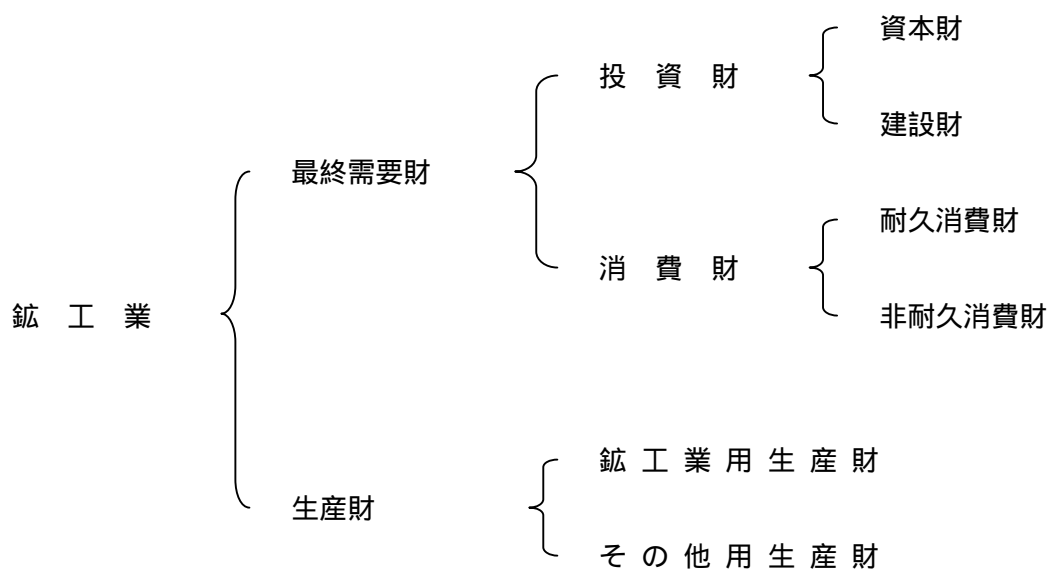 資本財
投　資　財
建設財
最終需要財
耐久消費財
消　費　財
非耐久消費財
鉱　工　業
鉱 工 業 用 生 産 財
生産財
そ の 他 用 生 産 財